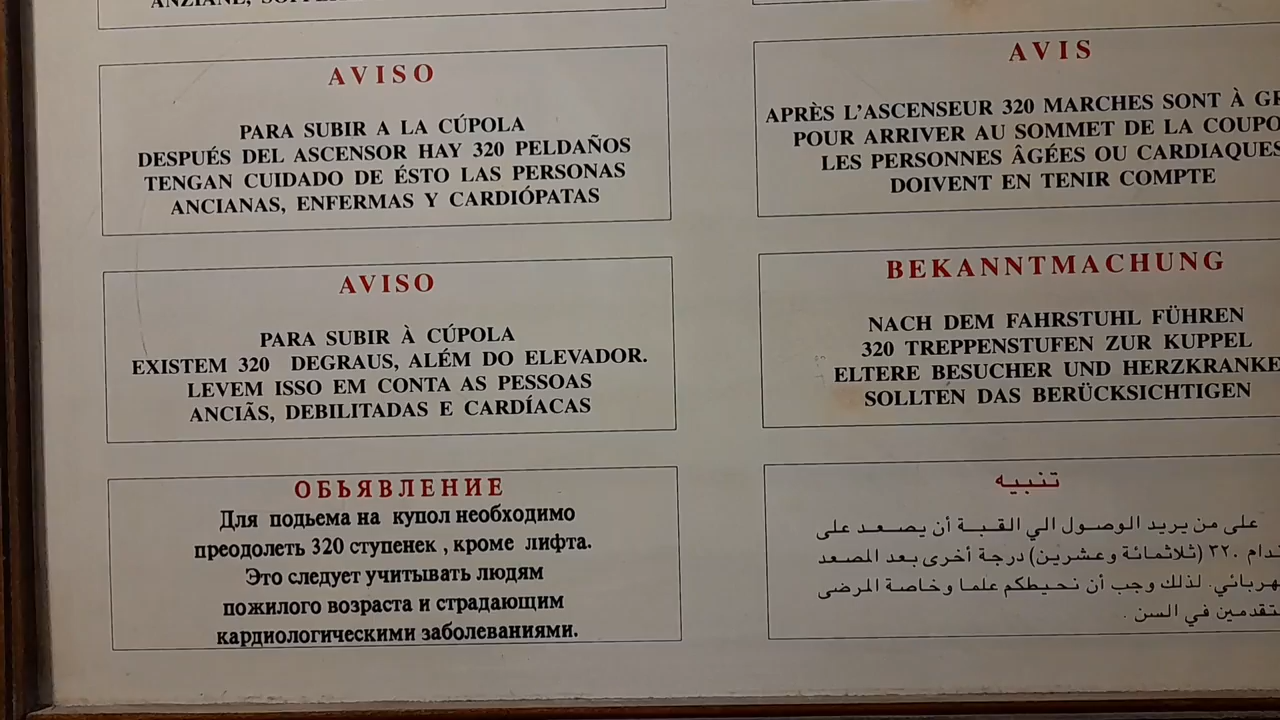 AVISO
PARA SUBIR A LA CÚPOLA
DESPUÉS DEL ASCENSOR HAY 320 PELDAÑOS
TENGAN CUIDADO DE ÉSTO LAS PERSONAS
ANCIANAS, ENFERMAS Y CARDIÓPATAS
AVIS
APRÈS L'ASCENSEUR 320 MARCHES SONT À
POUR ARRIVER AU SOMMET DE LA
LES PERSONNES ÂGÉES OU CARDIAQUES
DOIVENT EN TENIR COMPTE
AVISO
PARA SUBIR À CÚPOLA
EXISTEM 320 DEGRAUS, ALÉM DO ELEVADOR.
LEVEM ISSO EM CONTA AS PESSOAS
ANCIÃS, DEBILITADAS E CARDÍACAS
BEKANNTMACHUNG
NACH DEM FAHRSTUHL FÜHREN
320 TREPPENSTUFEN ZUR KUPPEL
ELTERE BESUCHER UND HERZKRANKE
SOLLTEN DAS BERÜCKSICHTIGEN
ОБЬЯВЛЕНИЕ
Для подьема на купол необходимо
преодолеть 320 ступенек , кроме лифта.
Это следует учитывать людям
пожилого возраста и страдающим
кардиологическими заболеваниями.
تنبيه
على من يريد الوصول الي القبة أن يصعد على
٣٢٠ (ثلاثمائة وعشرين) درجة أخرى بعد المصعد
لذلك وجب أن نحيطكم علما وخاصة المرضى
في السن .